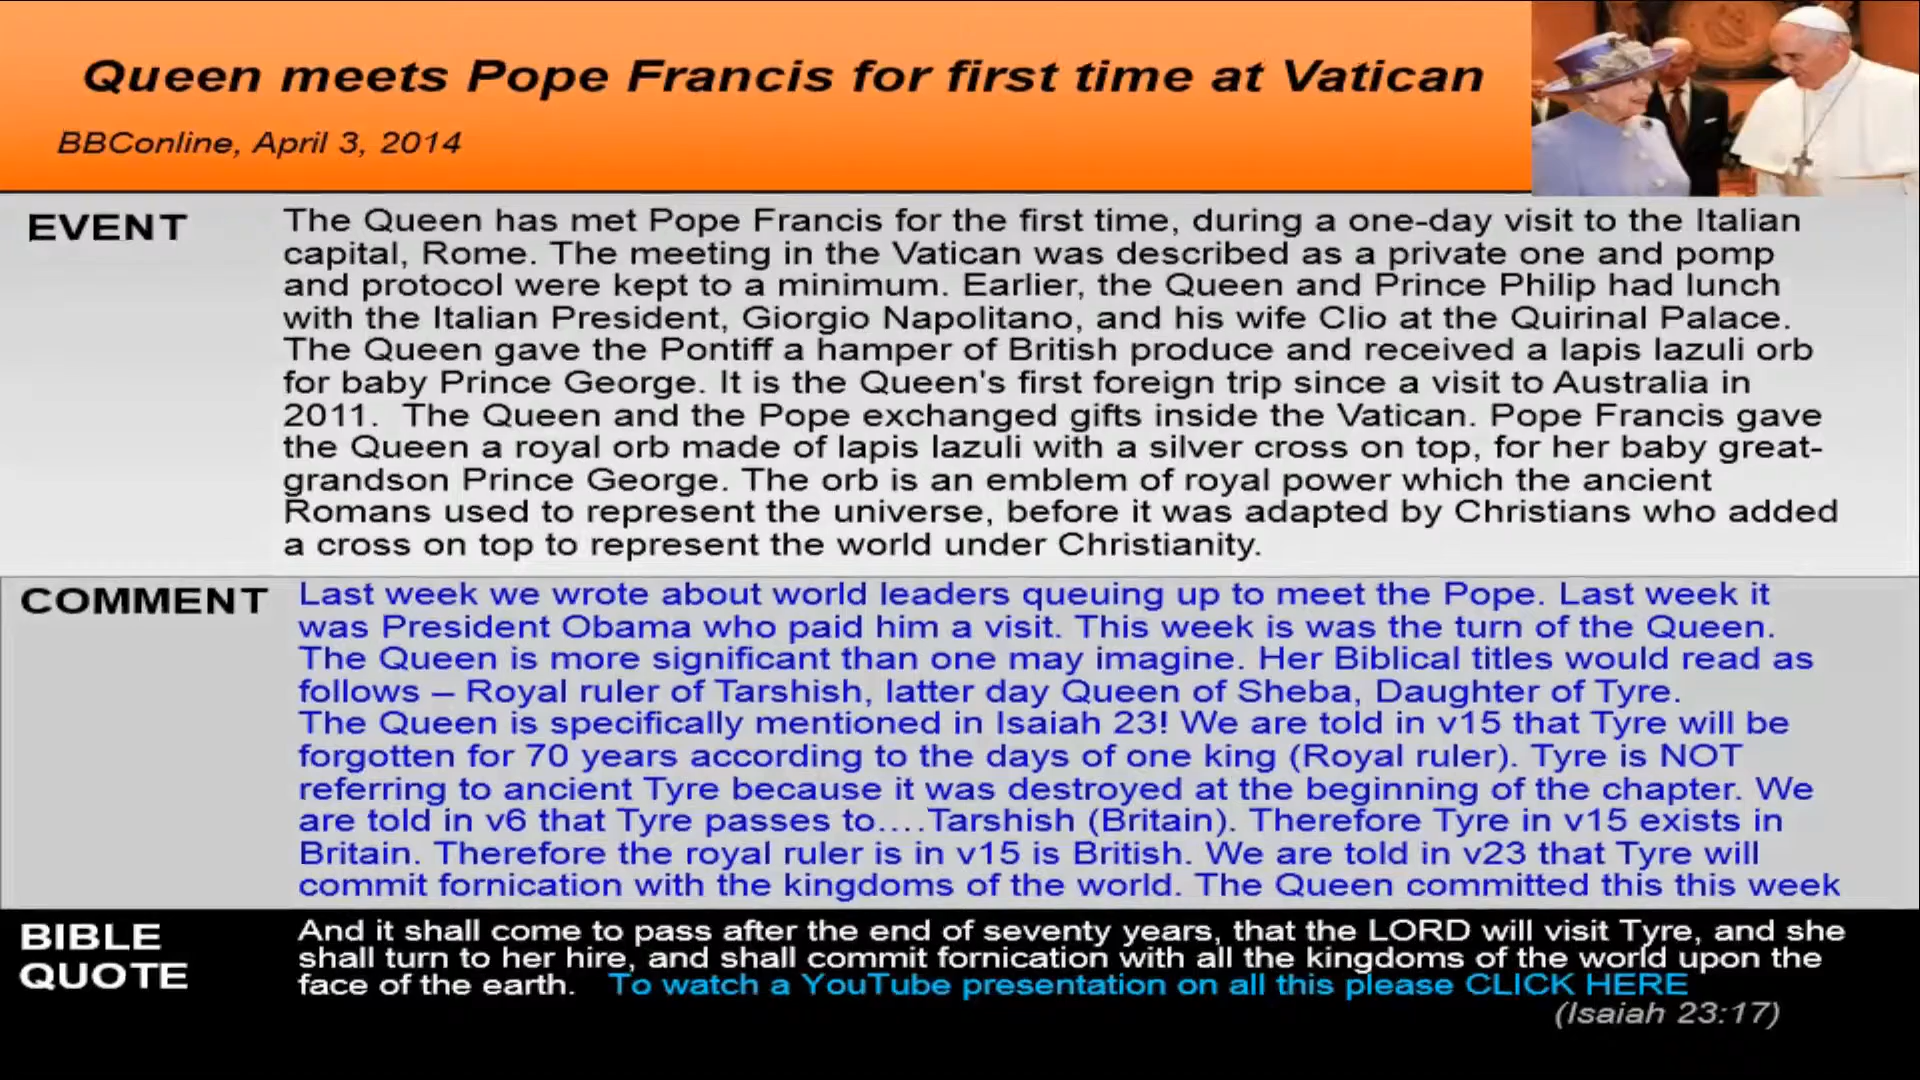 Queen meets Pope Francis for first time at Vatican
BBConline, April 3, 2014
EVENT
The Queen has met Pope Francis for the first time, during a one-day visit to the Italian
capital, Rome. The meeting in the Vatican was described as a private one and pomp
and protocol were kept to a minimum. Earlier, the Queen and Prince Philip had lunch
with the Italian President, Giorgio Napolitano, and his wife Clio at the Quirinal Palace.
The Queen gave the Pontiff a hamper of British produce and received a lapis lazuli orb
for baby Prince George. It is the Queen's first foreign trip since a visit to Australia in
2011. The Queen and the Pope exchanged gifts inside the Vatican. Pope Francis gave
the Queen a royal orb made of lapis lazuli with a silver cross on top, for her baby great-
grandson Prince George. The orb is an emblem of royal power which the ancient
Romans used to represent the universe, before it was adapted by Christians who added
a cross on top to represent the world under Christianity.
COMMENT
Last week we wrote about world leaders queuing up to meet the Pope. Last week it
was President Obama who paid him a visit. This week is was the turn of the Queen.
The Queen is more significant than one may imagine. Her Biblical titles would read as
follows – Royal ruler of Tarshish, latter day Queen of Sheba, Daughter of Tyre.
The Queen is specifically mentioned in Isaiah 23! We are told in v15 that Tyre will be
forgotten for 70 years according to the days of one king (Royal ruler). Tyre is NOT
referring to ancient Tyre because it was destroyed at the beginning of the chapter. We
are told in v6 that Tyre passes to....Tarshish (Britain). Therefore Tyre in v15 exists in
Britain. Therefore the royal ruler is in v15 is British. We are told in v23 that Tyre will
commit fornication with the kingdoms of the world. The Queen committed this this week
BIBLE
QUOTE
And it shall come to pass after the end of seventy years, that the LORD will visit Tyre, and she
shall turn to her hire, and shall commit fornication with all the kingdoms of the world upon the
face of the earth. To watch a YouTube presentation on all this please CLICK HERE
(Isaiah 23:17)